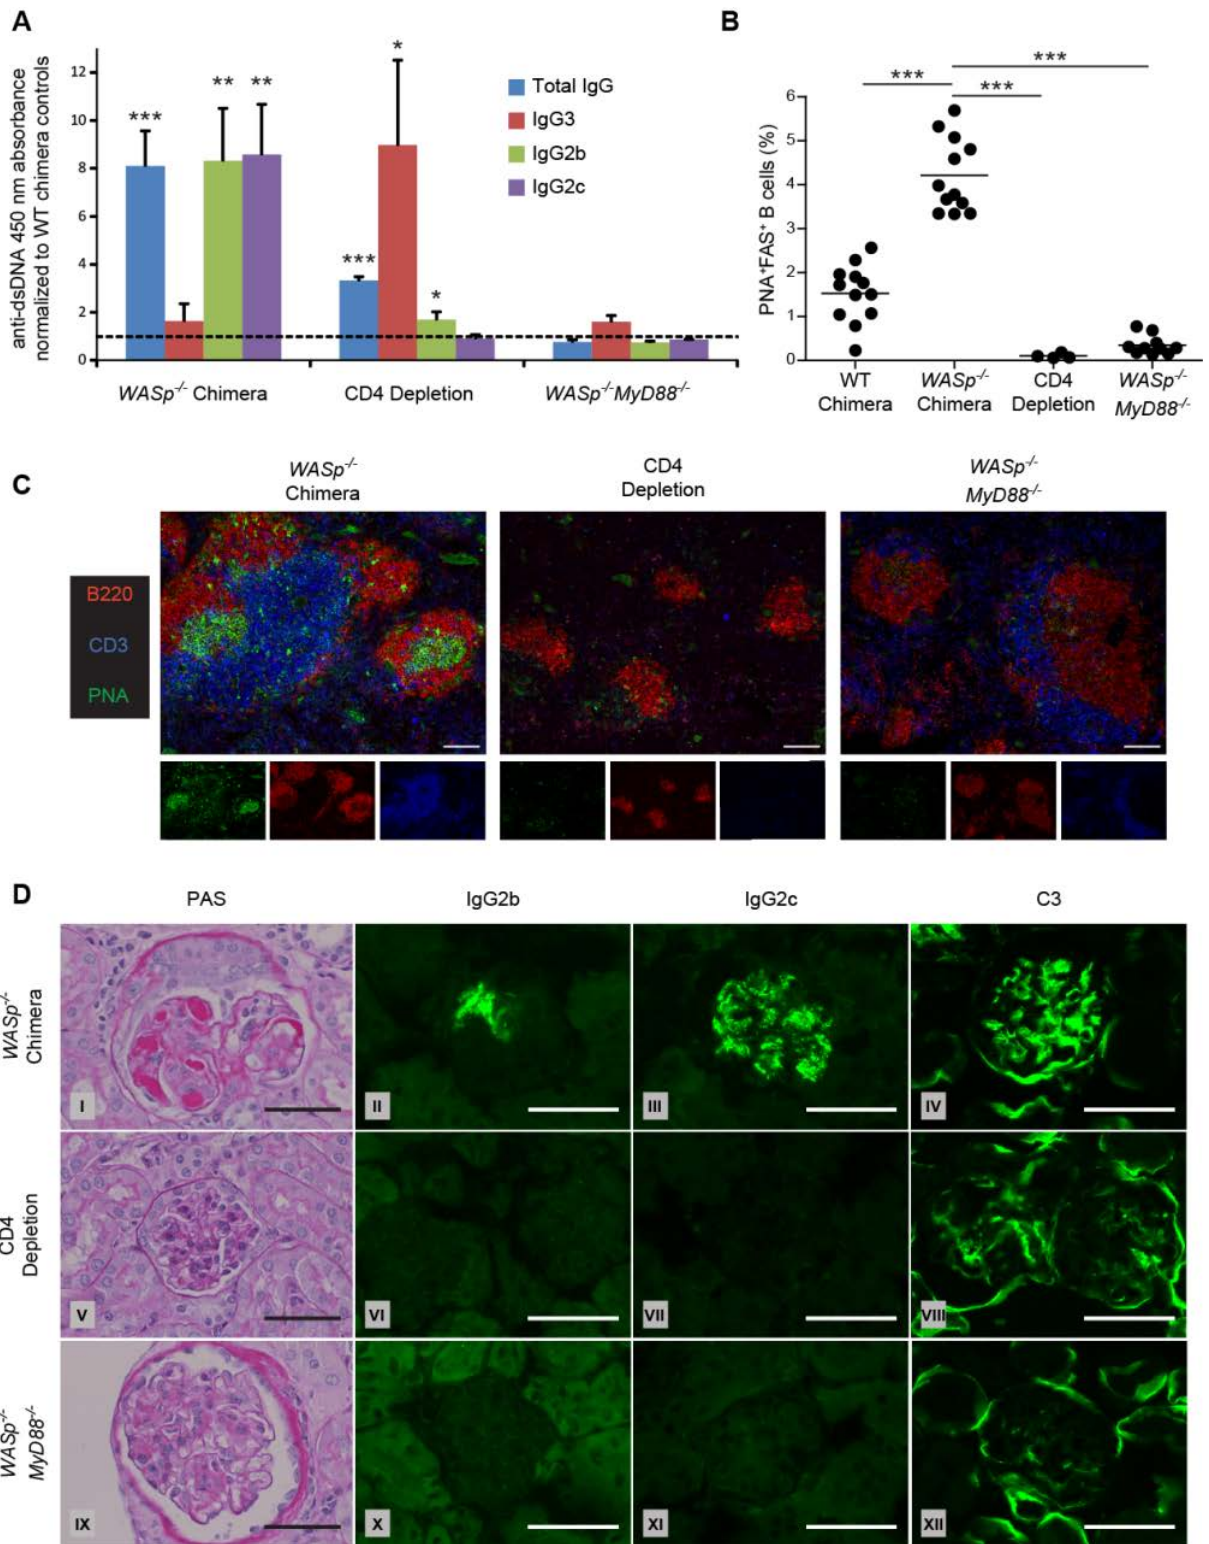 A
anti-dsDNA 450 nm absorbance
normalized to WT chimera controls
12
10
8
6
4
2
0
***
**
**
***
*
*
Total IgG
IgG3
IgG2b
IgG2c
WASp-/- Chimera
CD4 Depletion
WASp-/-MyD88-/-
B
PNA+FAS+ B cells (%)
6
5
4
3
2
1
0
***
***
***
WT
Chimera
WASp-/-
Chimera
CD4
Depletion
WASp-/-
MyD88-/-
C
WASp-/-
Chimera
CD4
Depletion
WASp-/-
MyD88-/-
B220
CD3
PNA
D
PAS
IgG2b
IgG2c
C3
WASp-/-
Chimera
I
II
III
IV
CD4
Depletion
V
VI
VII
VIII
WASp-/-
MyD88-/-
IX
X
XI
XII